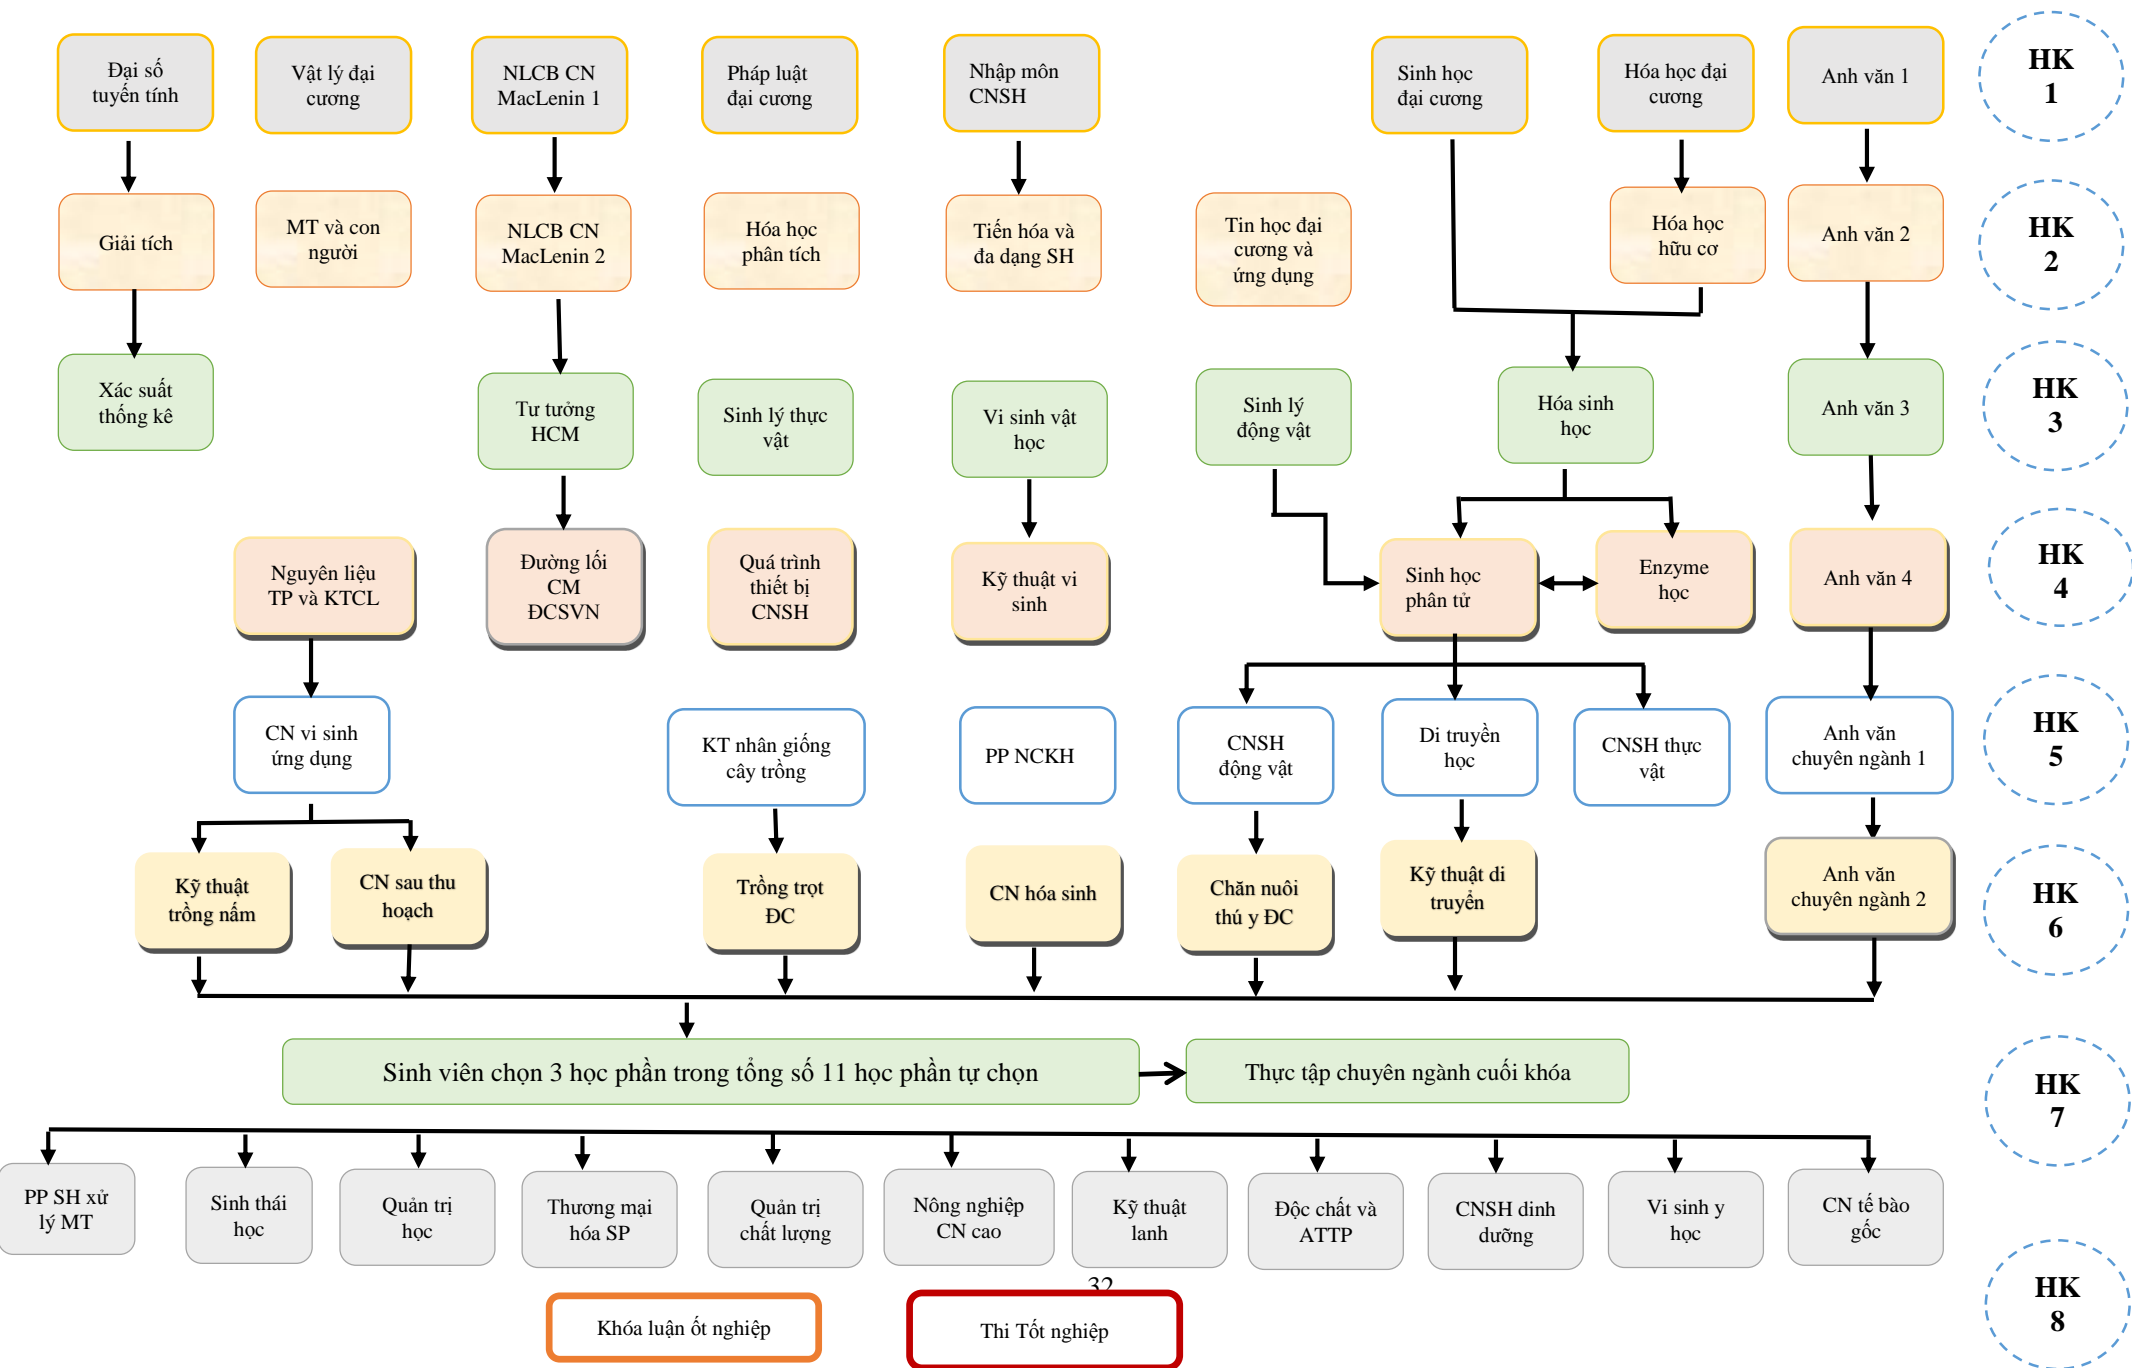 Đại số
tuyến tính
Vật lý đại
cương
NLCB CN
MacLenin 1
Pháp luật
đại cương
Nhập môn
CNSH
Sinh học
đại cương
Hóa học đại
cương
Anh văn 1
HK
1
Giải tích
MT và con
người
NLCB CN
MacLenin 2
Hóa học
phân tích
Tiến hóa và
đa dạng SH
Tin học đại
cương và
ứng dụng
Hóa học
hữu cơ
Anh văn 2
HK
2
Xác suất
thống kê
Tư tưởng
HCM
Sinh lý thực
vật
Vi sinh vật
học
Sinh lý
động vật
Hóa sinh
học
Anh văn 3
HK
3
Nguyên liệu
TP và KTCL
Đường lối
CM
ĐCSVN
Quá trình
thiết bị
CNSH
Kỹ thuật vi
sinh
Sinh học
phân tử
Enzyme
học
Anh văn 4
HK
4
CN vi sinh
ứng dụng
KT nhân giống
cây trồng
PP NCKH
CNSH
động vật
Di truyền
học
CNSH thực
vật
Anh văn
chuyên ngành 1
HK
5
Kỹ thuật
trồng nấm
CN sau thu
hoạch
Trồng trọt
ĐC
CN hóa sinh
Chăn nuôi
thú y ĐC
Kỹ thuật di
truyền
Anh văn
chuyên ngành 2
HK
6
Sinh viên chọn 3 học phần trong tổng số 11 học phần tự chọn
Thực tập chuyên ngành cuối khóa
HK
7
PP SH xử
lý MT
Sinh thái
học
Quản trị
học
Thương mại
hóa SP
Quản trị
chất lượng
Nông nghiệp
CN cao
Kỹ thuật
lanh
Độc chất và
ATTP
CNSH dinh
dưỡng
Vi sinh y
học
CN tế bào
gốc
32
Khóa luận ốt nghiệp
Thi Tốt nghiệp
HK
8